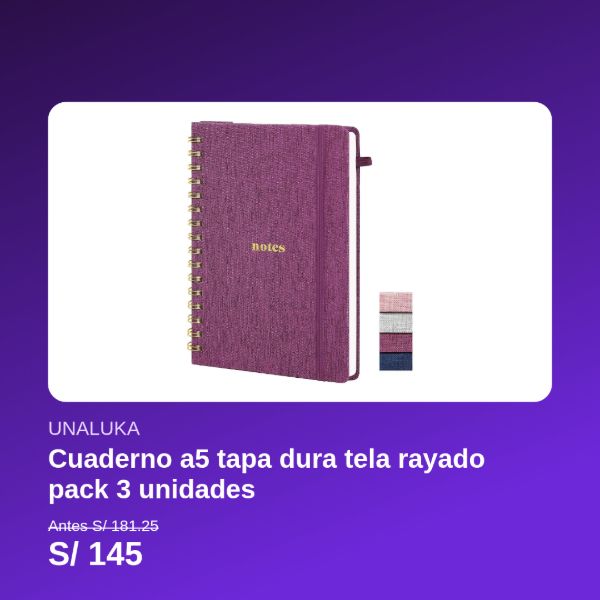 notes
UNALUKA
Cuaderno a5 tapa dura tela rayado
pack 3 unidades
Antes S/ 181.25
S/ 145